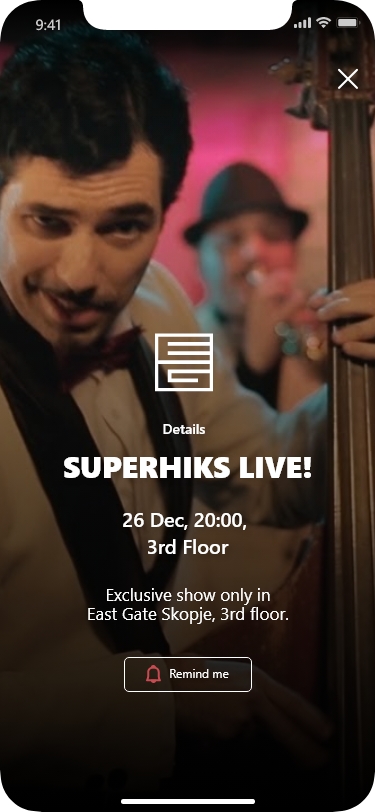 9:41
Details
SUPERHIKS LIVE!
26 Dec, 20:00,
3rd Floor
Exclusive show only in
East Gate Skopje, 3rd floor.
Remind me